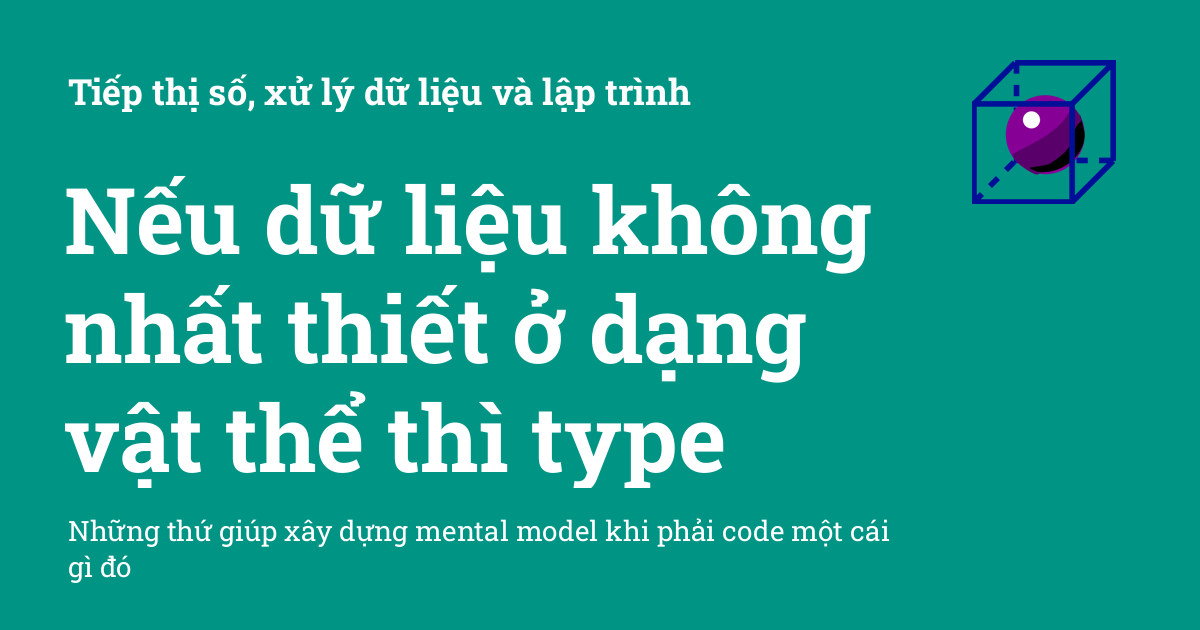 Tiếp thị số, xử lý dữ liệu và lập trình
Nếu dữ liệu không
nhất thiết ở dạng
vật thể thì type
Những thứ giúp xây dựng mental model khi phải code một cái
gì đó